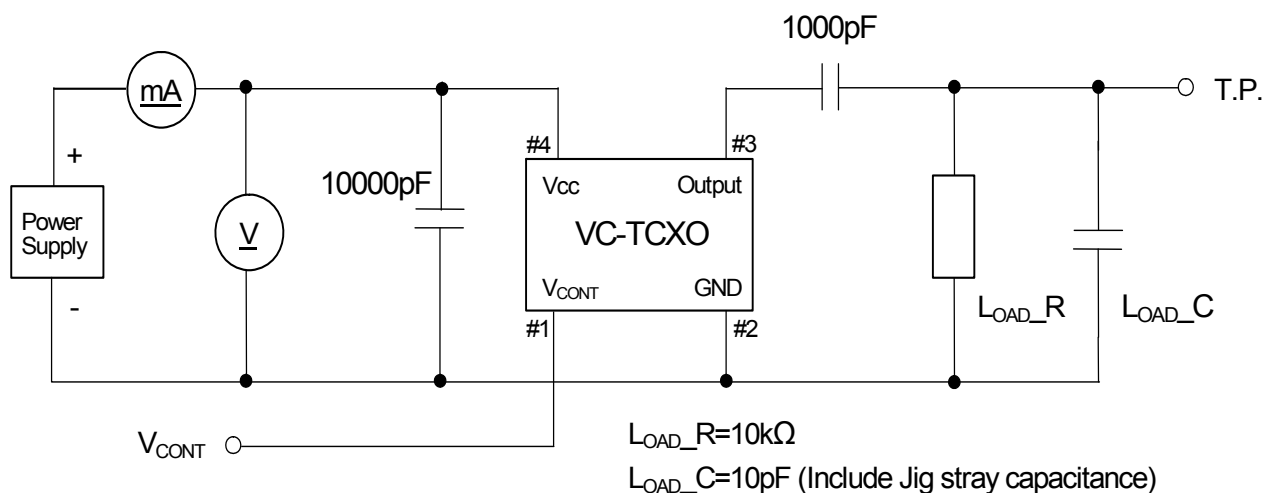 1000pF
mA
T.P.
+
#4
#3
10000pF
Vcc
Output
Power
Supply
V
VC-TCXO
-
VCONT
GND
#1
#2
LOAD_R
LOAD_C
VCONT
LOAD_R=10kΩ
LOAD_C=10pF (Include Jig stray capacitance)